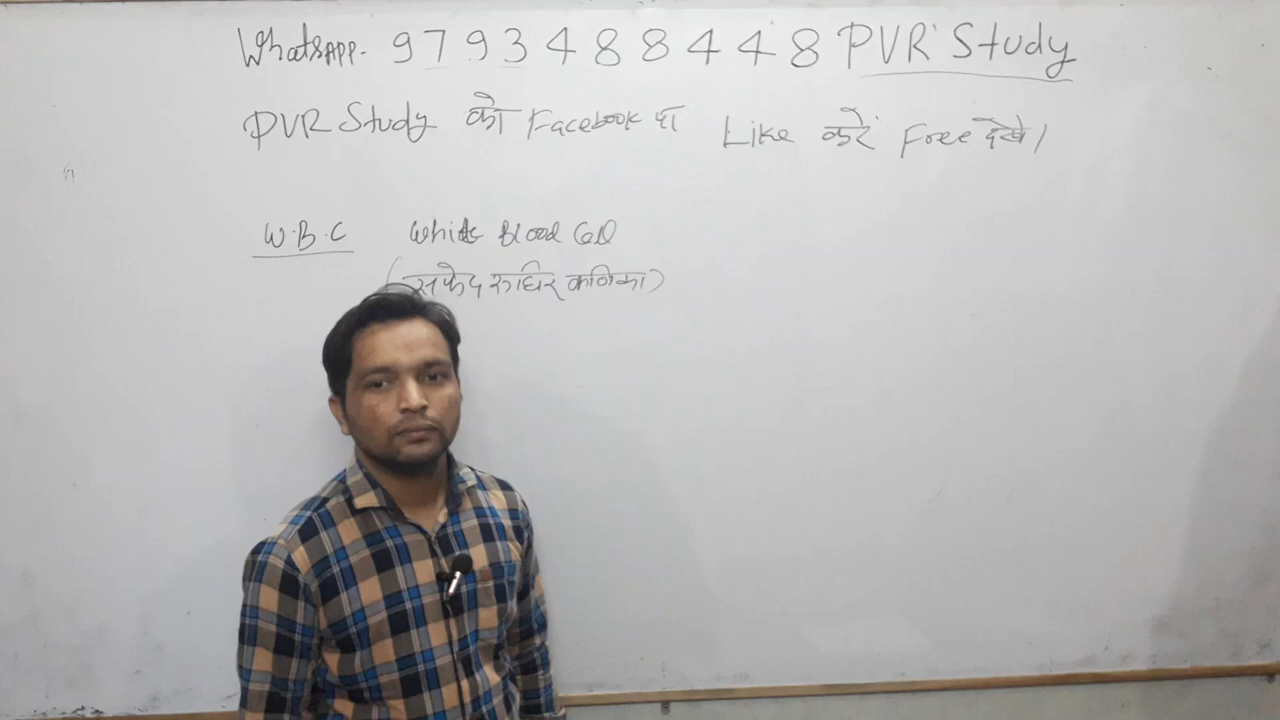 WhatsAPP. 9793488448 PVR Study
PVR Study को Facebook पर Like करें Free देखे।
W.B.C White Blood Cell
(सफेद रूधिर कणिका)